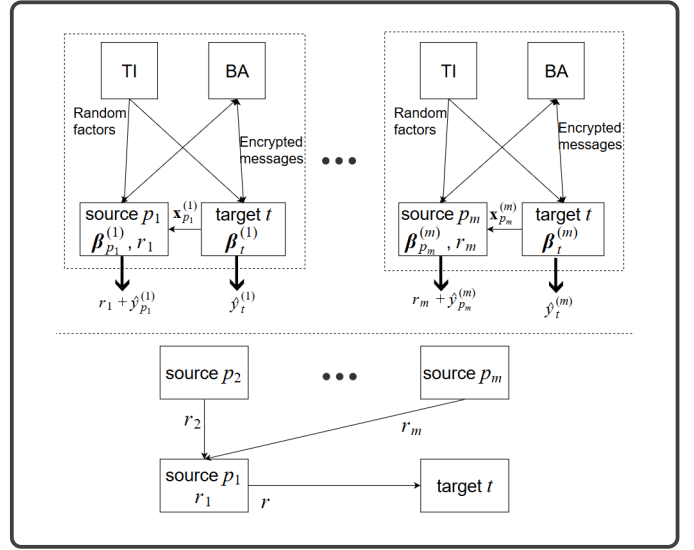 TI BA
Random
factors
Encrypted
messages
source p₁ 𝐱_{p₁}^{(1)} target t
𝜷_{p₁}^{(1)}, r₁ 𝜷_t^{(1)}
r₁ + ŷ_{p₁}^{(1)} ŷ_t^{(1)}
•••
TI BA
Random
factors
Encrypted
messages
source pₘ 𝐱_{pₘ}^{(m)} target t
𝜷_{pₘ}^{(m)}, rₘ 𝜷_t^{(m)}
rₘ + ŷ_{pₘ}^{(m)} ŷ_t^{(m)}
source p₂ ••• source pₘ
r₂ rₘ
source p₁
r₁
r
target t